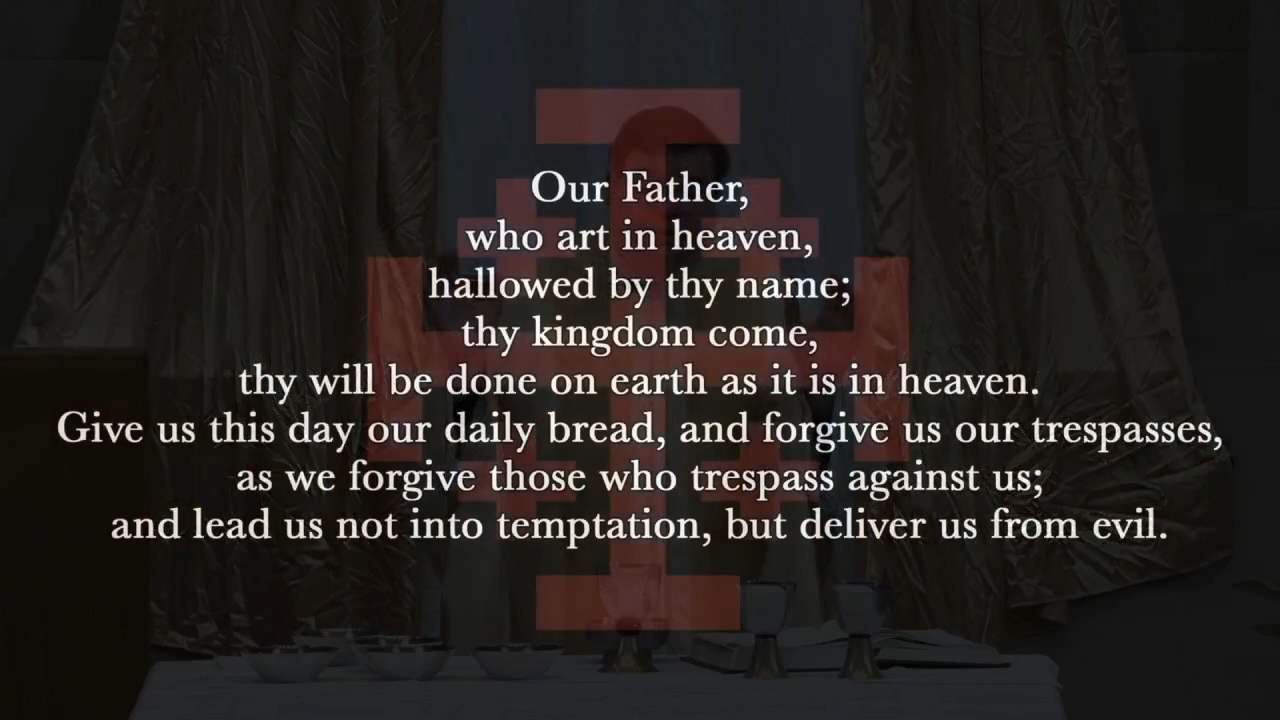 Our Father,
who art in heaven,
hallowed by thy name;
thy kingdom come,
thy will be done on earth as it is in heaven.
Give us this day our daily bread, and forgive us our trespasses,
as we forgive those who trespass against us;
and lead us not into temptation, but deliver us from evil.